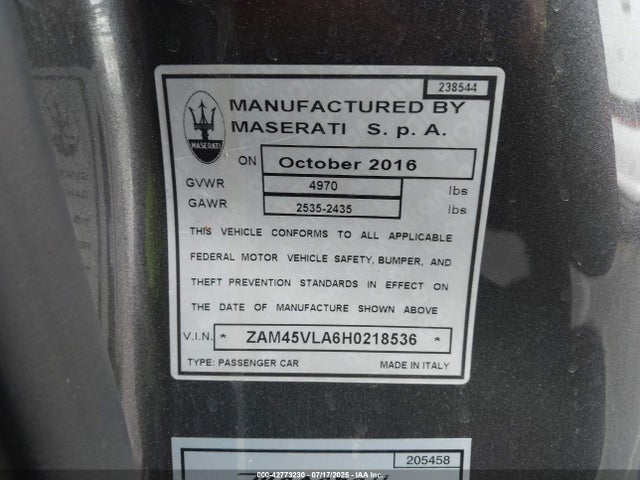 238544
MANUFACTURED BY
MASERATI S. p. A.
MASERATI
ON October 2016
GVWR 4970 lbs
GAWR 2535-2435 lbs
THIS VEHICLE CONFORMS TO ALL APPLICABLE
FEDERAL MOTOR VEHICLE SAFETY, BUMPER, AND
THEFT PREVENTION STANDARDS IN EFFECT ON
THE DATE OF MANUFACTURE SHOWN ABOVE
V.I.N. * ZAM45VLA6H0218536 *
TYPE: PASSENGER CAR MADE IN ITALY
205458
(00-42773230 - 07/17/2025 - IAA, Inc.)